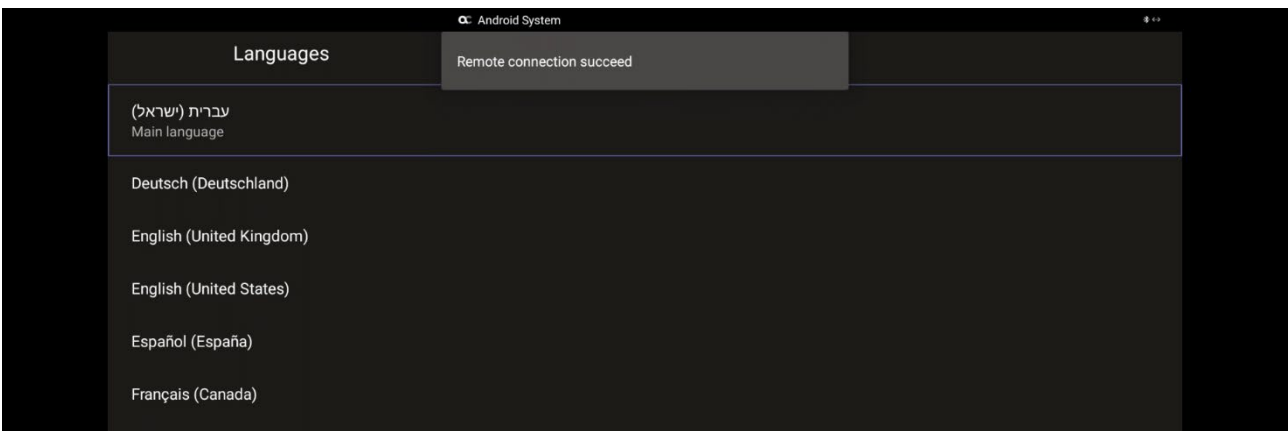 Android System
Languages
Remote connection succeed
עברית (ישראל)
Main language
Deutsch (Deutschland)
English (United Kingdom)
English (United States)
Español (España)
Français (Canada)